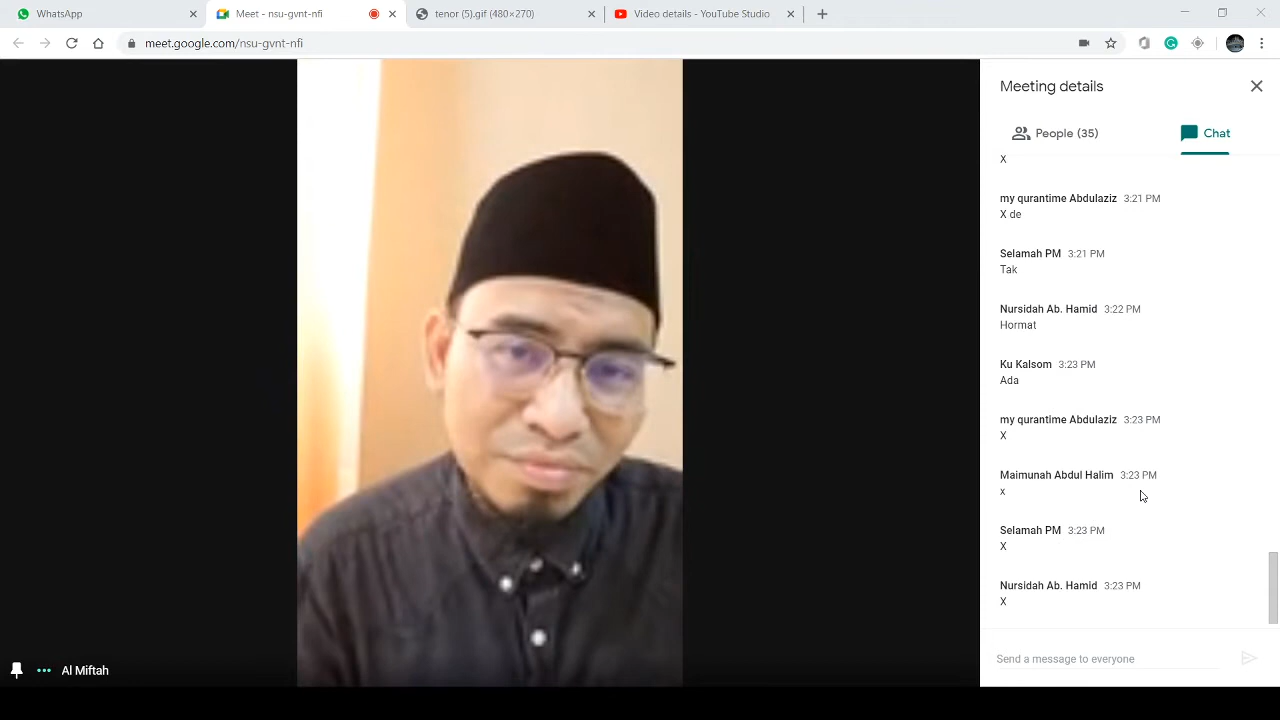 WhatsApp
Meet - nsu-gvnt-nfi
tenor (5).gif (480×270)
Video details - YouTube Studio
meet.google.com/nsu-gvnt-nfi
Meeting details
People (35)
Chat
X
my qurantime Abdulaziz 3:21 PM
X de
Selamah PM 3:21 PM
Tak
Nursidah Ab. Hamid 3:22 PM
Hormat
Ku Kalsom 3:23 PM
Ada
my qurantime Abdulaziz 3:23 PM
X
Maimunah Abdul Halim 3:23 PM
x
Selamah PM 3:23 PM
X
Nursidah Ab. Hamid 3:23 PM
X
Send a message to everyone
Al Miftah